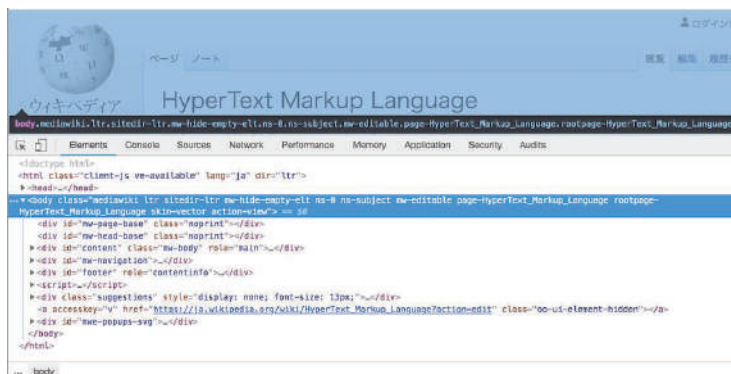 ログイン
ページ ノート
閲覧 編集
ウィキペディア
HyperText Markup Language
body.mediawiki.ltr.sitedir-ltr.mw-hide-empty-elt.ns-0.ns-subject.mw-editable.page-HyperText_Markup_Language.rootpage-HyperText_Markup_Language
Elements Console Sources Network Performance Memory Application Security Audits
<!doctype html>
<html class="client-js ve-available" lang="ja" dir="ltr">
▶<head>…</head>
…▼<body class="mediawiki ltr sitedir-ltr mw-hide-empty-elt ns-0 ns-subject mw-editable page-HyperText_Markup_Language rootpage-
HyperText_Markup_Language skin-vector action-view"> == $0
<div id="mw-page-base" class="noprint"></div>
<div id="mw-head-base" class="noprint"></div>
▶<div id="content" class="mw-body" role="main">…</div>
▶<div id="mw-navigation">…</div>
▶<div id="footer" role="contentinfo">…</div>
▶<script>…</script>
▶<div class="suggestions" style="display: none; font-size: 13px;">…</div>
<a accesskey="v" href="https://ja.wikipedia.org/wiki/HyperText_Markup_Language?action=edit" class="oo-ui-element-hidden"></a>
▶<div id="mwe-popups-svg">…</div>
</body>
</html>
… body